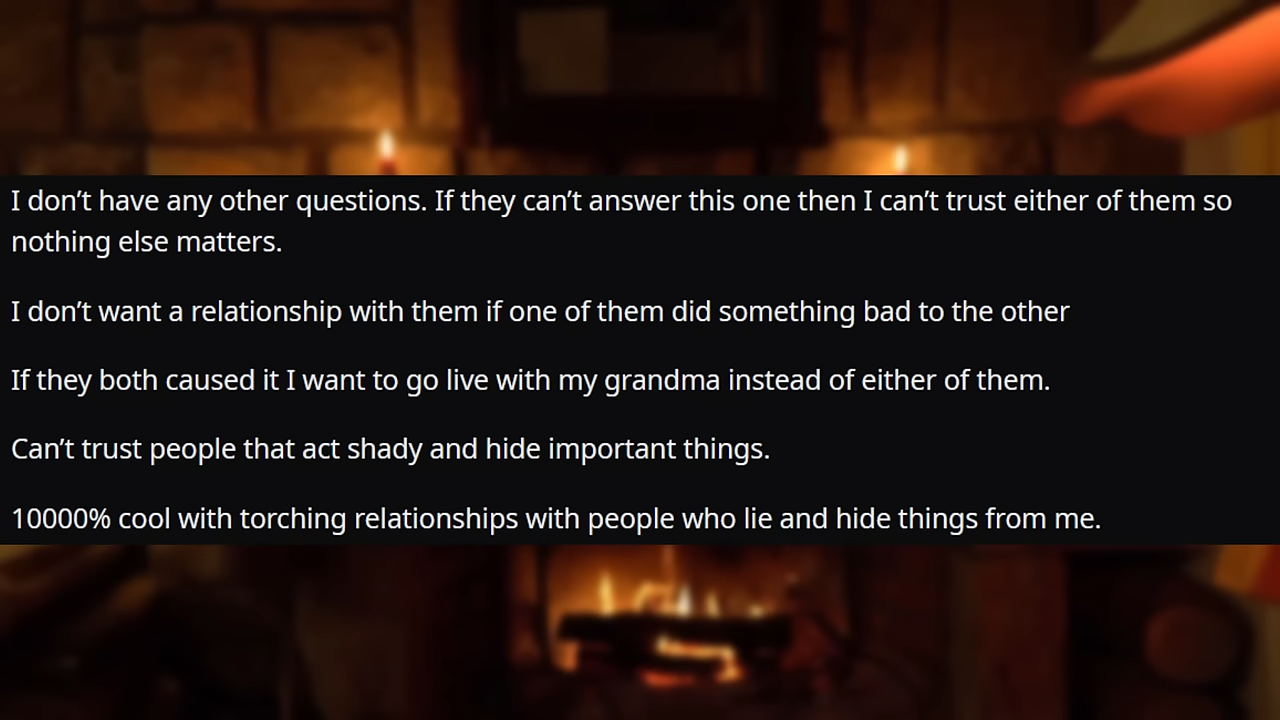 I don’t have any other questions. If they can’t answer this one then I can’t trust either of them so
nothing else matters.
I don’t want a relationship with them if one of them did something bad to the other
If they both caused it I want to go live with my grandma instead of either of them.
Can’t trust people that act shady and hide important things.
10000% cool with torching relationships with people who lie and hide things from me.